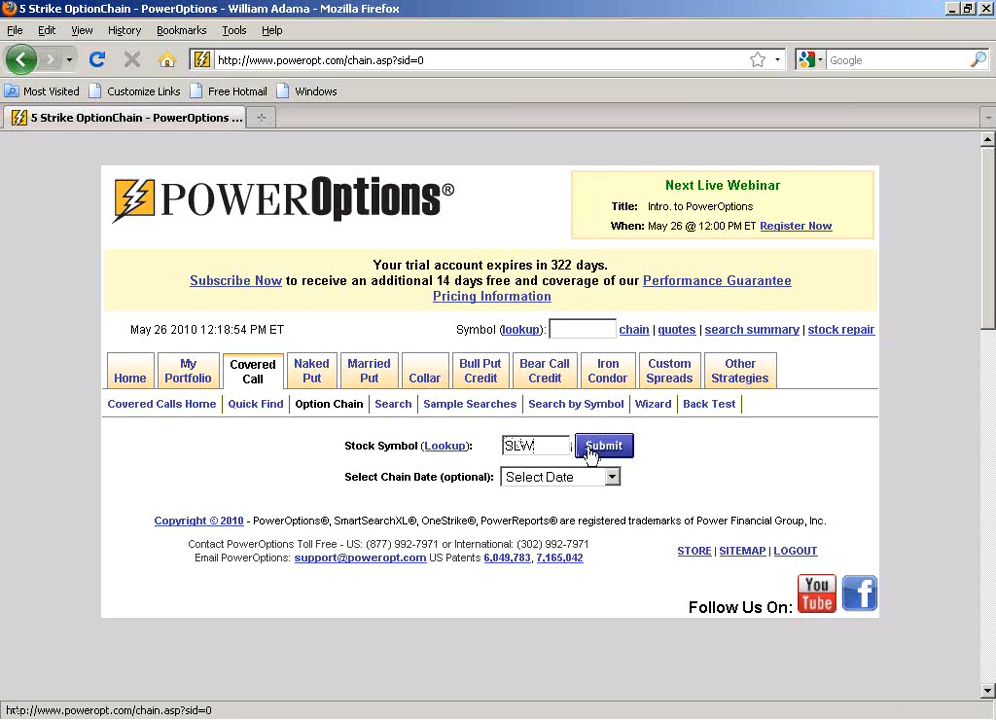 5 Strike OptionChain - PowerOptions - William Adama - Mozilla Firefox
File Edit View History Bookmarks Tools Help
http://www.poweropt.com/chain.asp?sid=0 Google
Most Visited Customize Links Free Hotmail Windows
5 Strike OptionChain - PowerOptions ...
POWEROptions®
Next Live Webinar
Title: Intro. to PowerOptions
When: May 26 @ 12:00 PM ET Register Now
Your trial account expires in 322 days.
Subscribe Now to receive an additional 14 days free and coverage of our Performance Guarantee
Pricing Information
May 26 2010 12:18:54 PM ET Symbol (lookup): chain | quotes | search summary | stock repair
Home My Portfolio Covered Call Naked Put Married Put Collar Bull Put Credit Bear Call Credit Iron Condor Custom Spreads Other Strategies
Covered Calls Home | Quick Find | Option Chain | Search | Sample Searches | Search by Symbol | Wizard | Back Test |
Stock Symbol (Lookup): SLW Submit
Select Chain Date (optional): Select Date
Copyright © 2010 - PowerOptions®, SmartSearchXL®, OneStrike®, PowerReports® are registered trademarks of Power Financial Group, Inc.
Contact PowerOptions Toll Free - US: (877) 992-7971 or International: (302) 992-7971
Email PowerOptions: support@poweropt.com US Patents 6,049,783, 7,165,042
STORE | SITEMAP | LOGOUT
Follow Us On: You Tube f
http://www.poweropt.com/chain.asp?sid=0